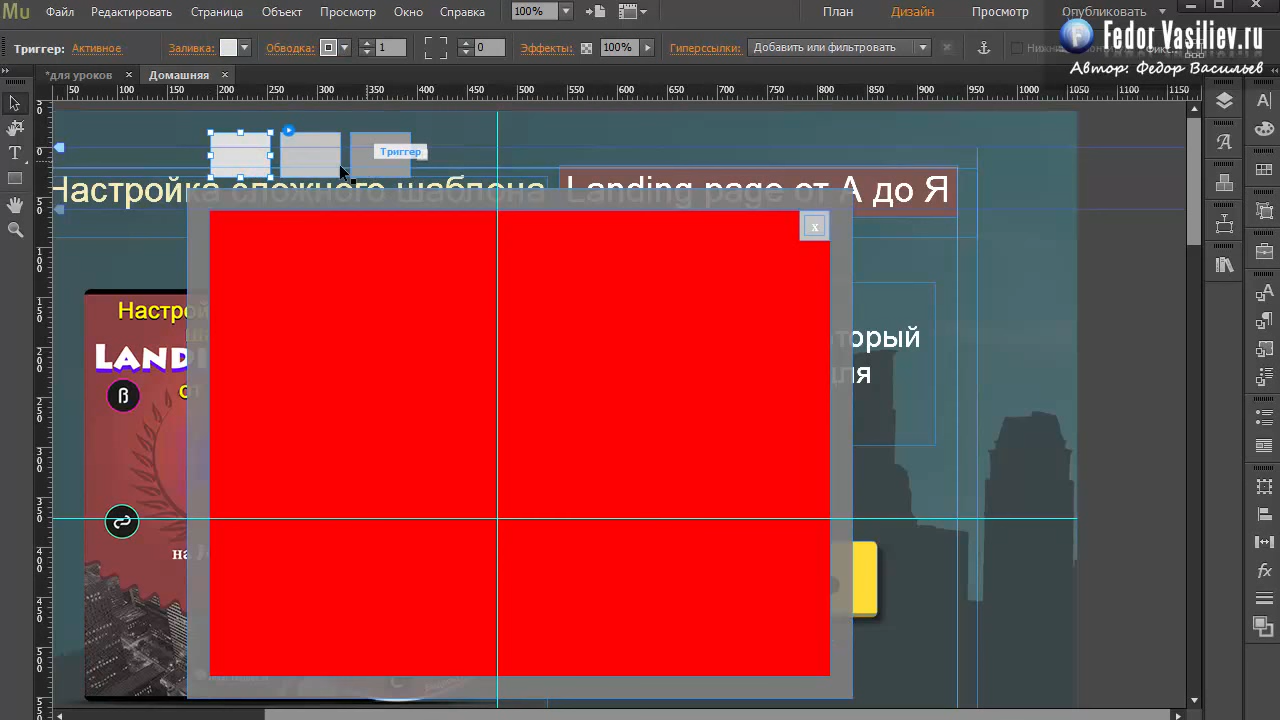 Mu Файл Редактировать Страница Объект Просмотр Окно Справка 100% План Дизайн Просмотр Опубликовать
Fedor Vasiliev.ru
Автор: Федор Васильев
Триггер: Активное Заливка: Обводка: 1 0 Эффекты: 100% Гиперссылки: Добавить или фильтровать
*для уроков × Домашняя ×
50 100 150 200 250 300 350 400 450 500 550 600 650 700 750 800 850 900 950 1000 1050 1100 1150
Триггер
Настройка сложного шаблона Landing page от А до Я
x
Настрой
LAND
торый
для
ß
на